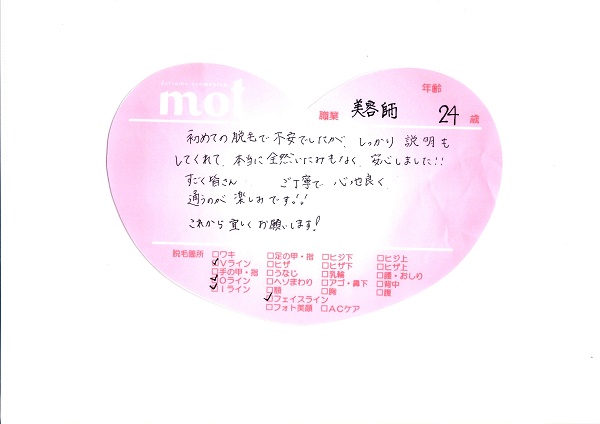 mot
職業 美容師
年齢 24 歳
初めての脱毛で不安でしたが、しっかり説明も
してくれて、本当に全然いたみもなく、安心しました!!
すごく皆さん ご丁寧で 心地良く
通うのが楽しみです!!
これから宜しくお願いします!
脱毛箇所 □ワキ □足の甲・指 □ヒジ下 □ヒジ上
□Vライン □ヒザ □ヒザ下 □ヒザ上
□手の甲・指 □うなじ □乳輪 □腰・おしり
□Oライン □ヘソまわり □アゴ・鼻下 □背中
□Iライン □顔 □胸 □腹
□フェイスライン
□フォト美顔 □ACケア